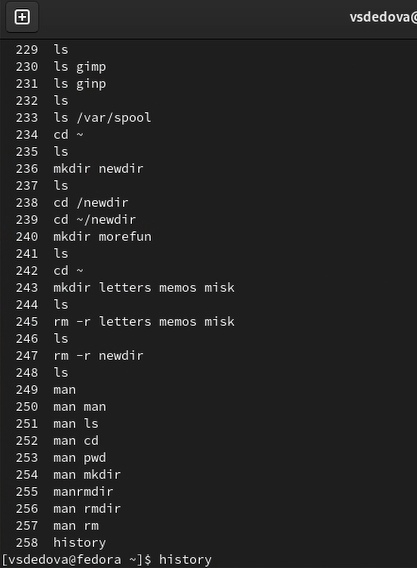 vsdedova@
229 ls
230 ls gimp
231 ls ginp
232 ls
233 ls /var/spool
234 cd ~
235 ls
236 mkdir newdir
237 ls
238 cd /newdir
239 cd ~/newdir
240 mkdir morefun
241 ls
242 cd ~
243 mkdir letters memos misk
244 ls
245 rm -r letters memos misk
246 ls
247 rm -r newdir
248 ls
249 man
250 man man
251 man ls
252 man cd
253 man pwd
254 man mkdir
255 manrmdir
256 man rmdir
257 man rm
258 history
[vsdedova@fedora ~]$ history